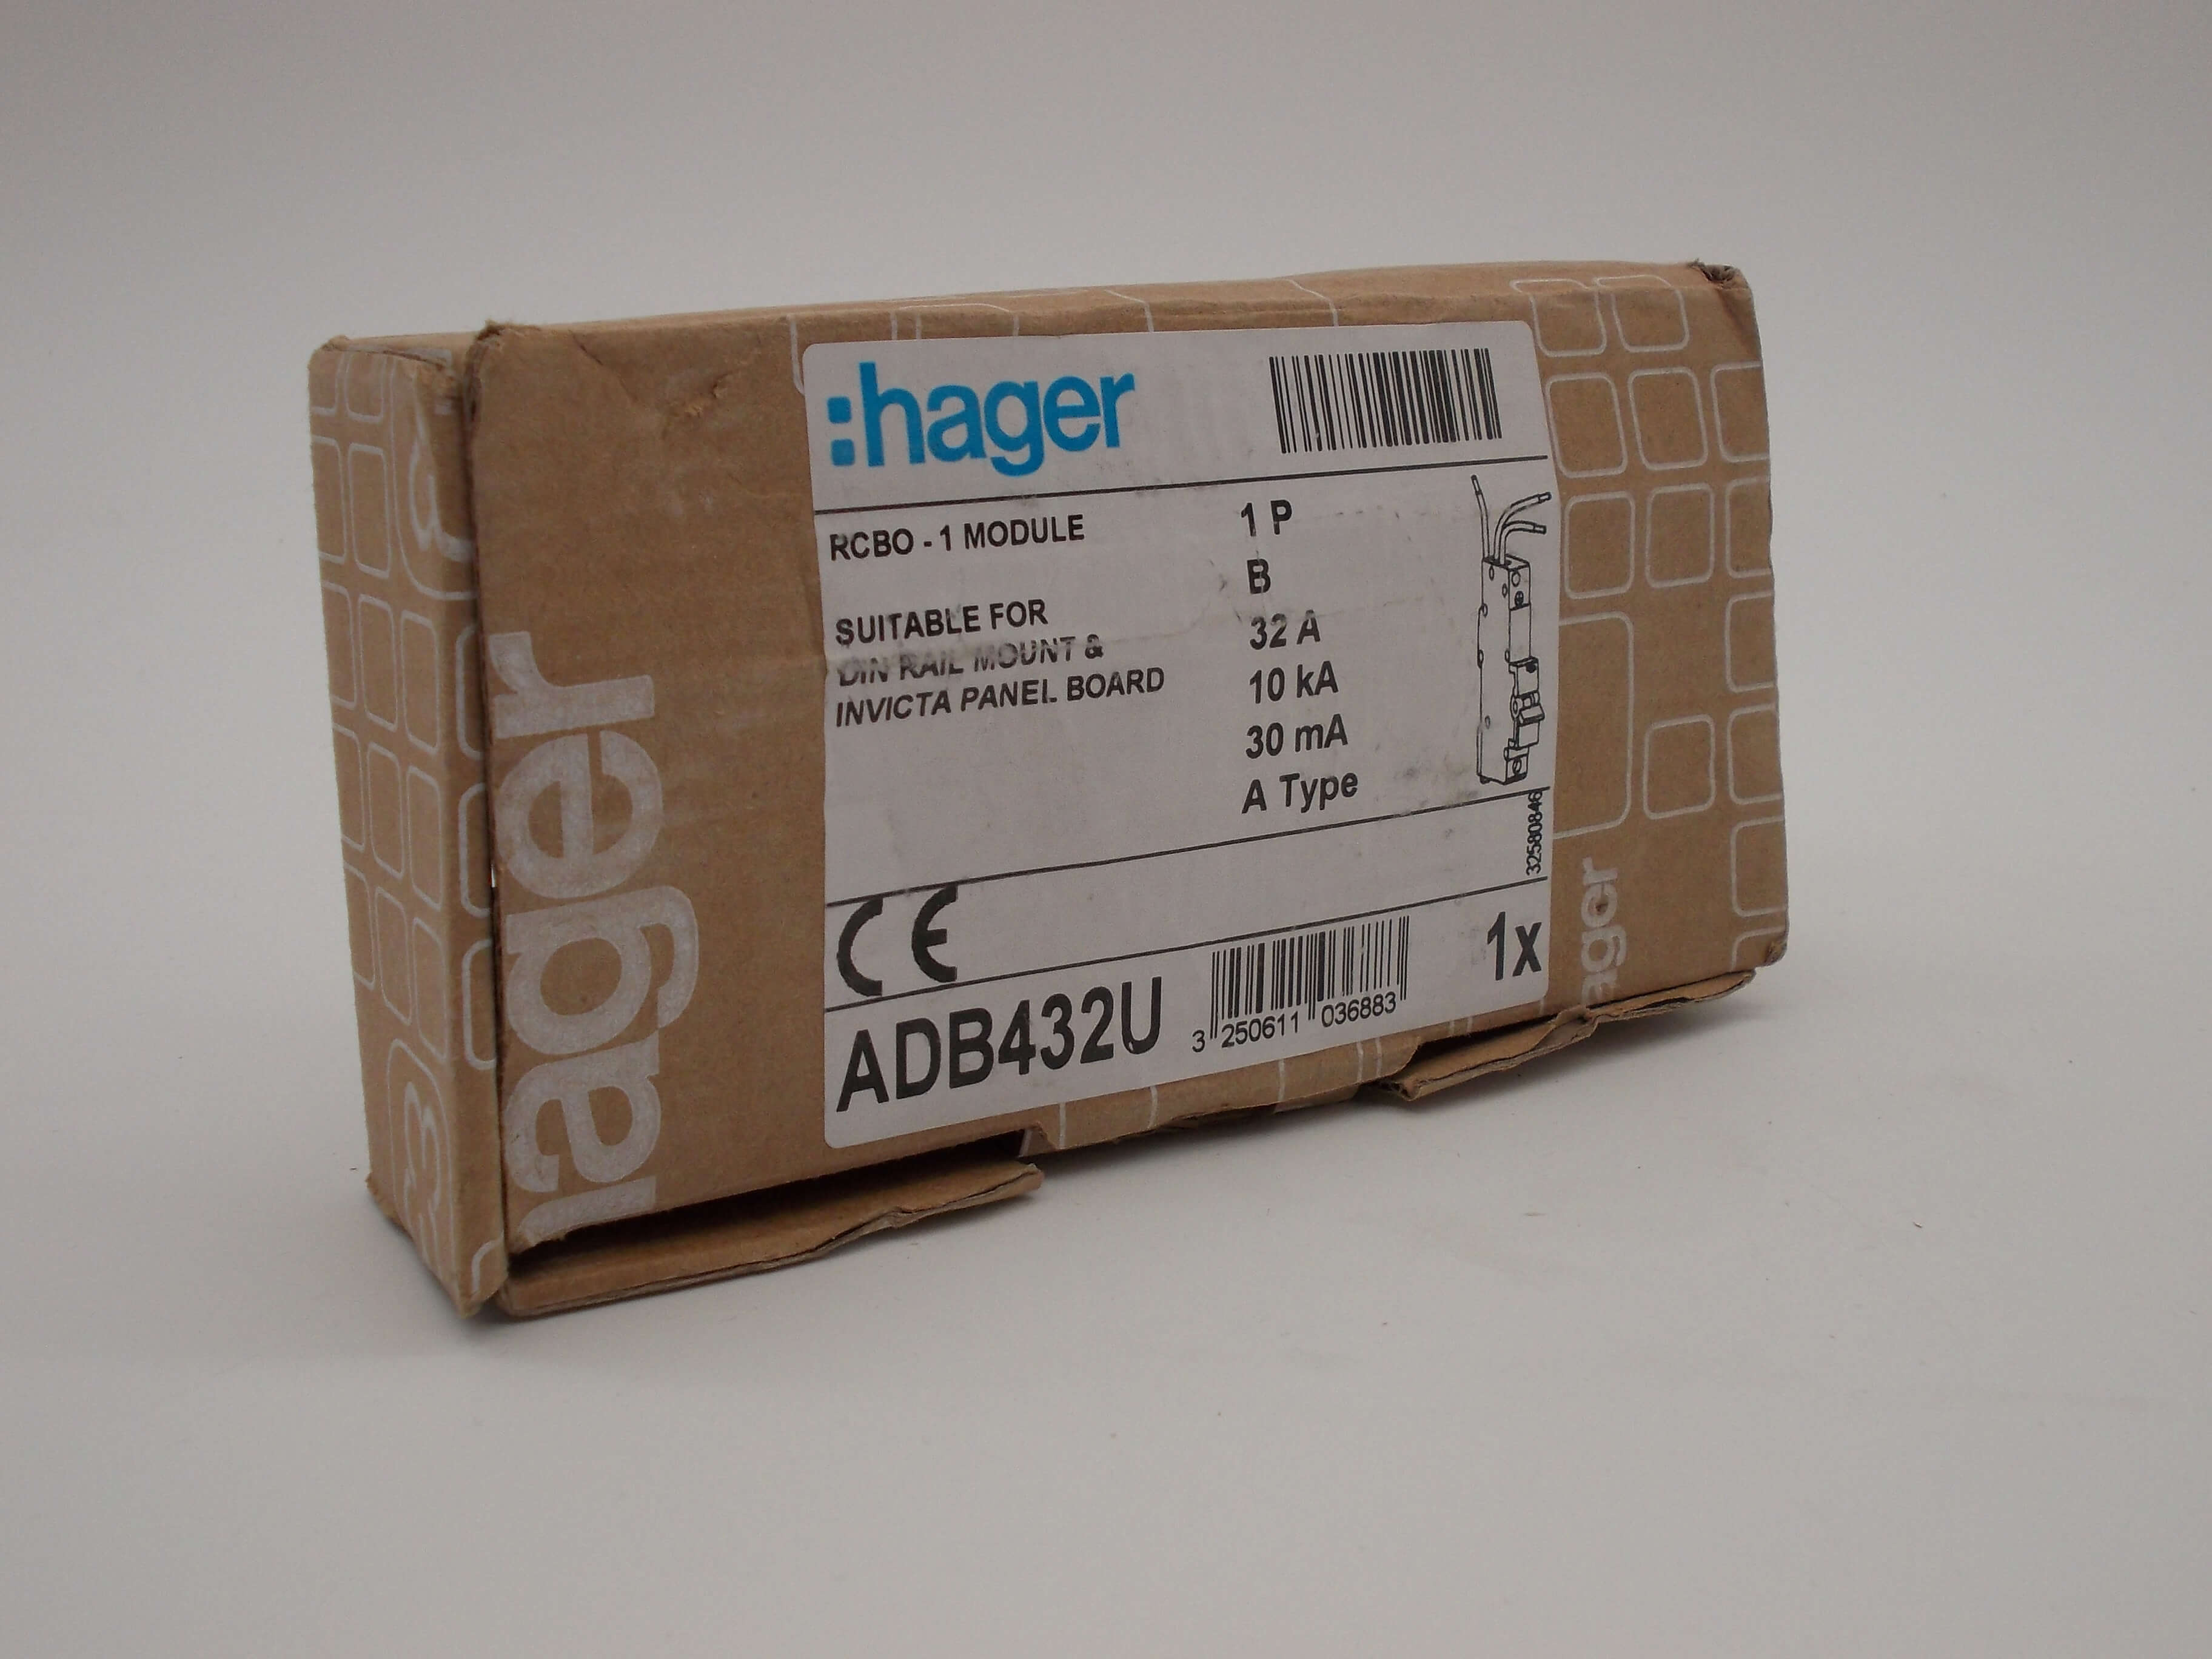 :hager
RCBO - 1 MODULE
SUITABLE FOR
DIN RAIL MOUNT &
INVICTA PANEL BOARD
1 P
B
32 A
10 kA
30 mA
A Type
32580846
CE
ADB432U
3 250611 036883
1x
hager
ager